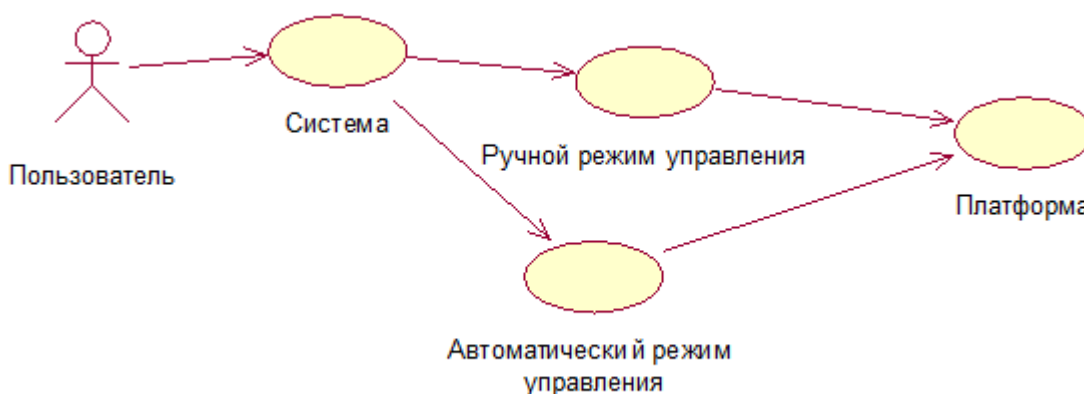 Система
Ручной режим управления
Пользователь
Платформа
Автоматический режим
управления